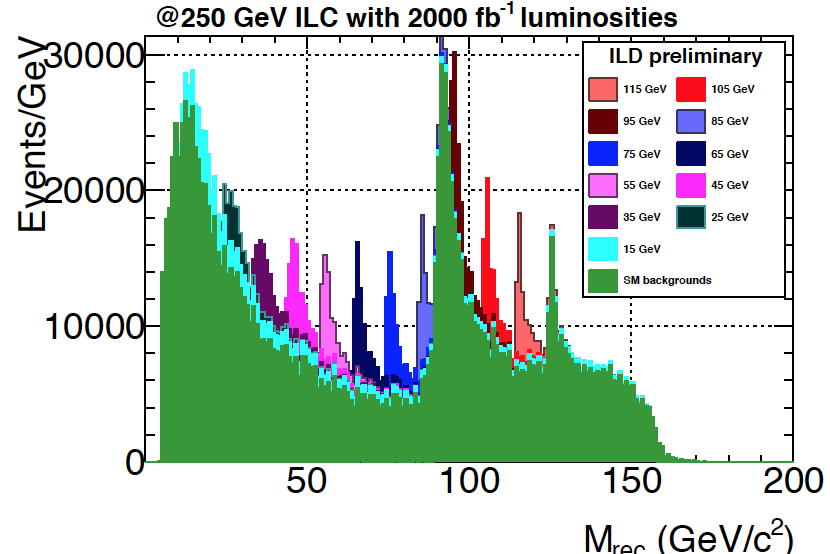 @250 GeV ILC with 2000 fb⁻¹ luminosities
Events/GeV
30000
20000
10000
0
50
100
150
200
M_rec (GeV/c²)
ILD preliminary
115 GeV 105 GeV
95 GeV 85 GeV
75 GeV 65 GeV
55 GeV 45 GeV
35 GeV 25 GeV
15 GeV
SM backgrounds